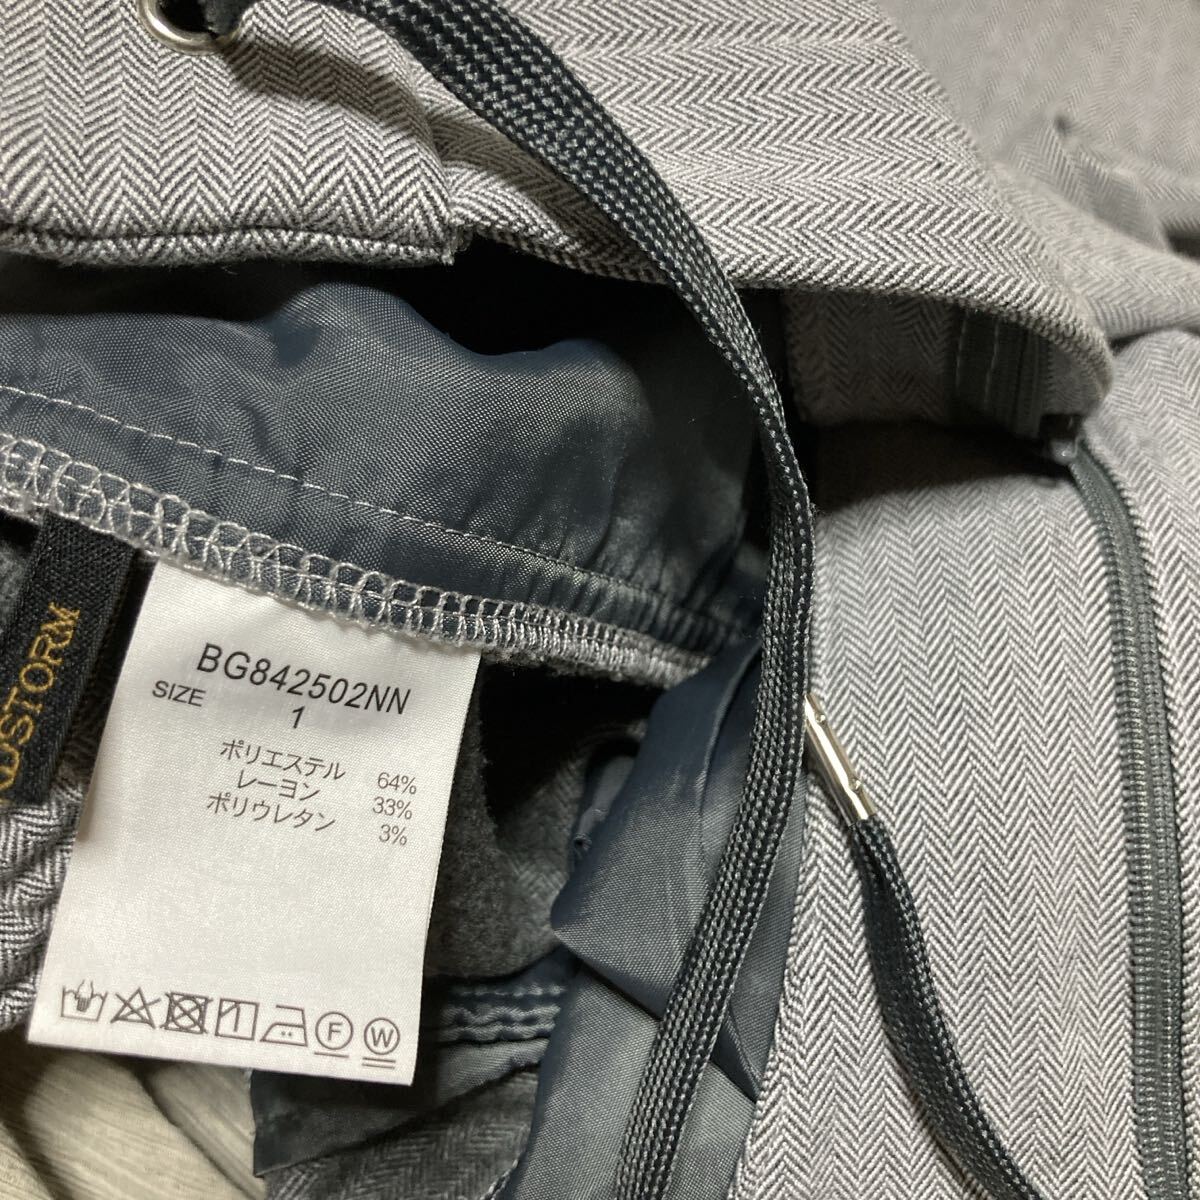 BG842502NN
SIZE 1
ポリエステル 64%
レーヨン 33%
ポリウレタン 3%
F W